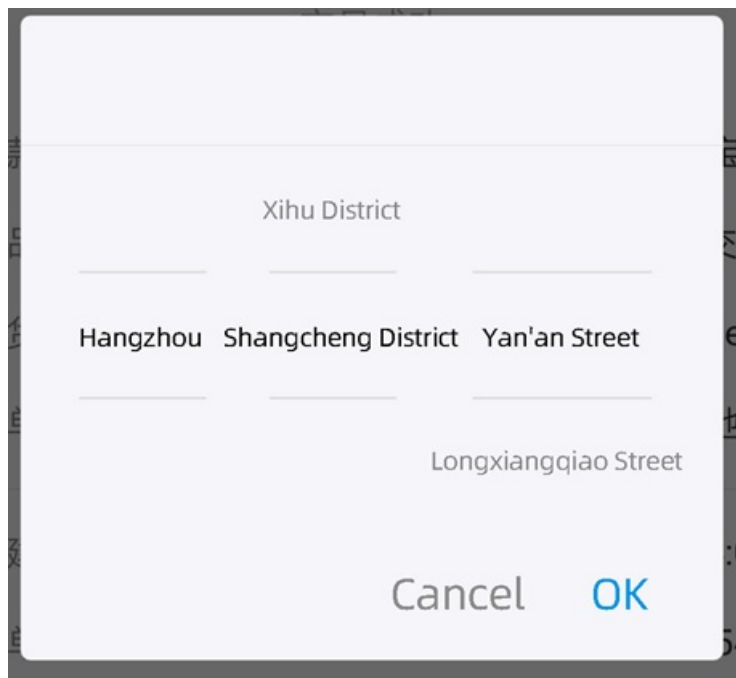 Xihu District
Hangzhou Shangcheng District Yan'an Street
Longxiangqiao Street
Cancel OK